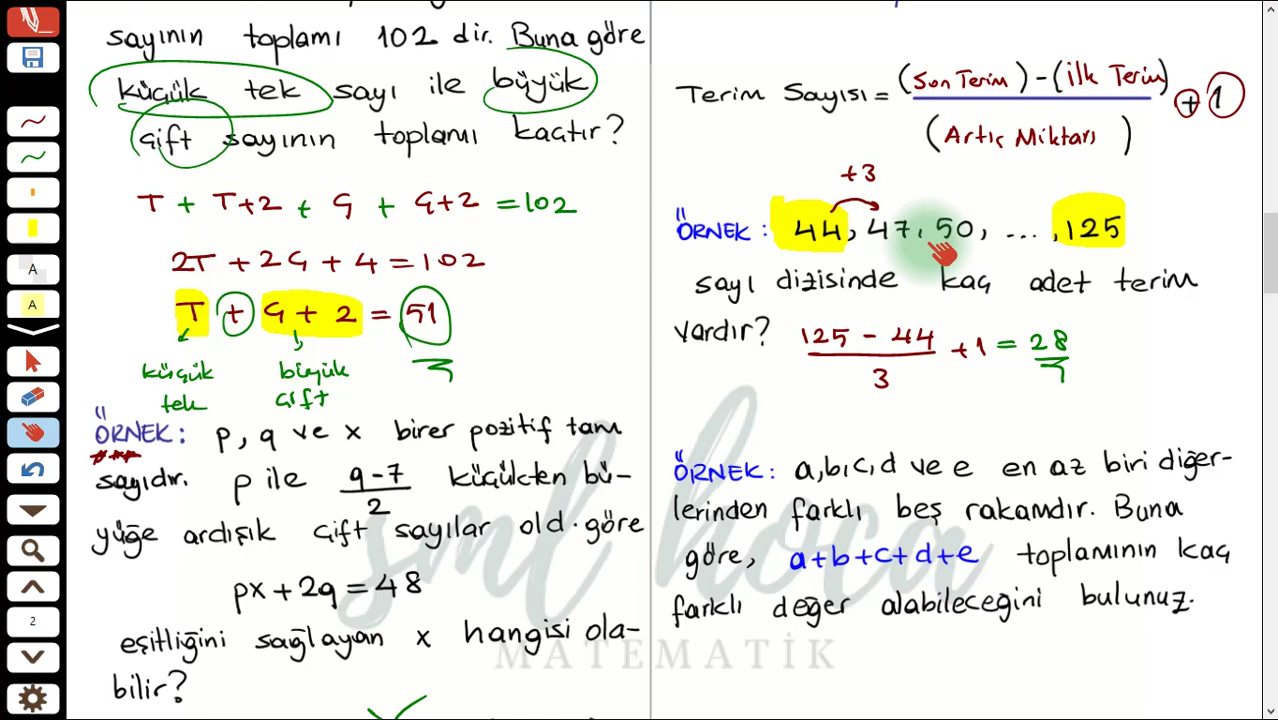 sayının toplamı 102 dir. Buna göre
küçük tek sayı ile büyük
çift sayının toplamı kaçtır?
T + T+2 + Ç + Ç+2 = 102
2T + 2Ç + 4 = 102
T + Ç + 2 = 51
küçük büyük
tek çift
ÖRNEK: p, q ve x birer pozitif tam
sayıdır. p ile q-7/2 küçükten bü-
yüğe ardışık çift sayılar old. göre
px + 2q = 48
eşitliğini sağlayan x hangisi ola-
bilir?
Terim Sayısı = (Son Terim) - (İlk Terim) / (Artış Miktarı) + 1
+3
ÖRNEK: 44, 47, 50, ..., 125
sayı dizisinde kaç adet terim
vardır? 125 - 44 / 3 + 1 = 28
ÖRNEK: a,b,c,d ve e en az biri diğer-
lerinden farklı beş rakamdır. Buna
göre, a+b+c+d+e toplamının kaç
farklı değer alabileceğini bulunuz.
sml hoca
MATEMATİK
A
A
2